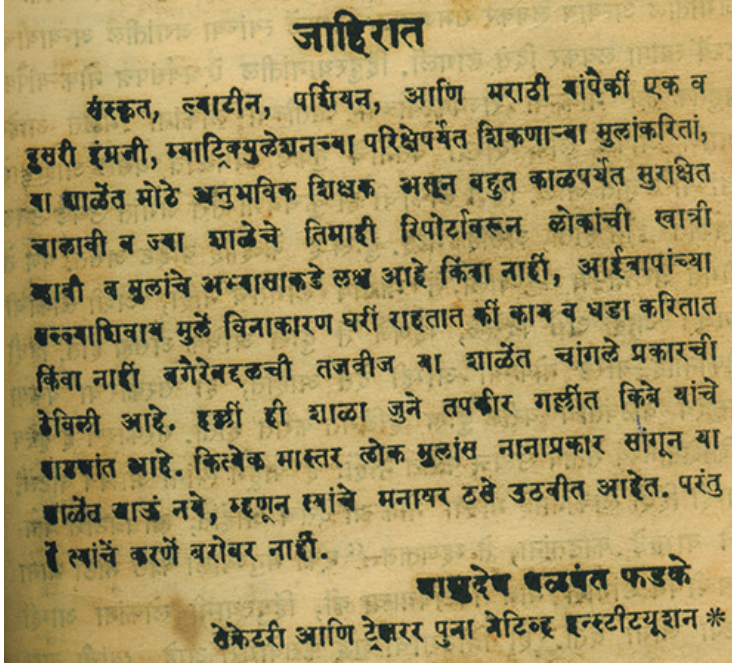 जाहिरात
संस्कृत, ल्याटीन, पर्शियन, आणि मराठी यांपैकीं एक व
दुसरी इंग्रजी, म्याट्रिक्युलेशनच्या परिक्षेपर्यंत शिकणाऱ्या मुलांकरितां,
या शाळेंत मोठे अनुभविक शिक्षक असून बहुत काळपर्यंत सुरक्षित
चालावी व ज्या शाळेचे तिमाही रिपोर्टावरून लोकांची खात्री
व्हावी व मुलांचे अभ्यासाकडे लक्ष आहे किंवा नाहीं, आईबापांच्या
सल्ल्याशिवाय मुलें विनाकारण घरीं राहतात कीं काय व धडा करितात
किंवा नाहीं वगैरेबद्दलची तजवीज या शाळेंत चांगले प्रकारची
ठेविली आहे. हल्लीं ही शाळा जुने तपकीर गल्लींत किबे यांचे
वाड्यांत आहे. कित्येक मास्तर लोक मुलांस नानाप्रकार सांगून या
शाळेंत याऊं नये, म्हणून त्यांचे मनावर ठसे उठवीत आहेत. परंतु
हें त्यांचें करणें बरोबर नाहीं.
वासुदेव बळवंत फडके
सेक्रेटरी आणि ट्रेझरर पुना नेटिव्ह इन्स्टीटयूशन *